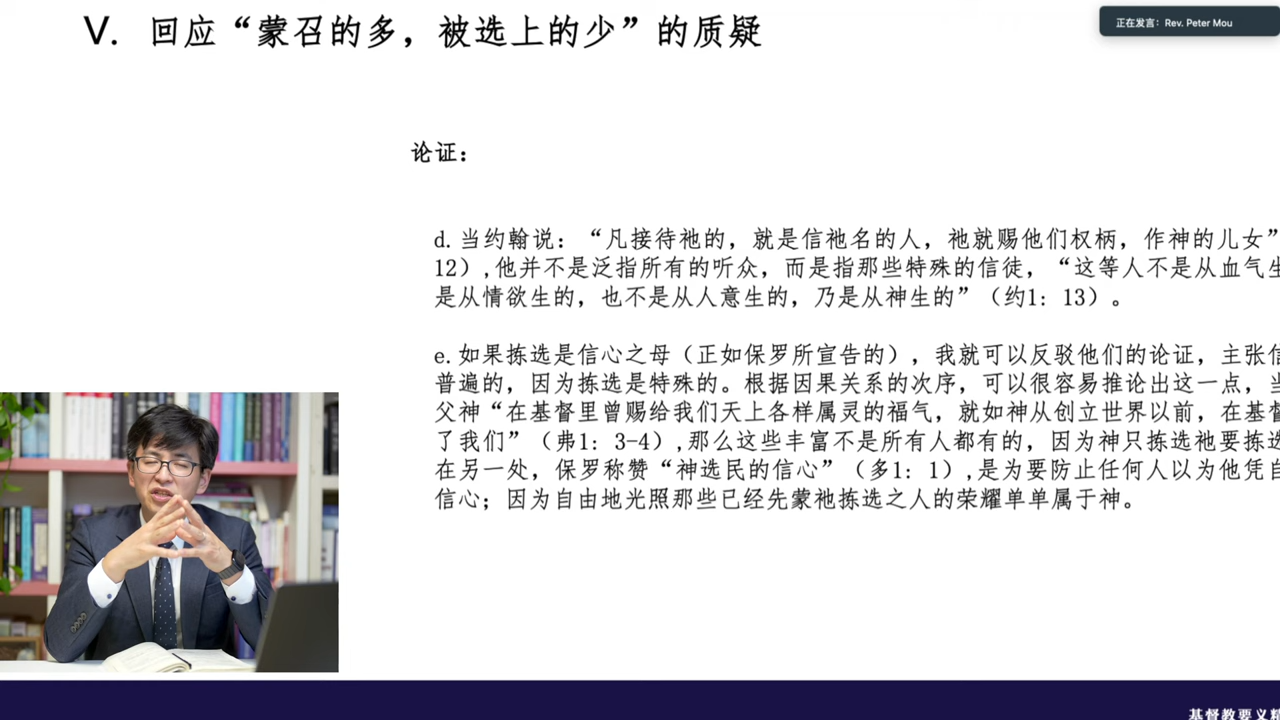 V. 回应“蒙召的多，被选上的少”的质疑
正在发言：Rev. Peter Mou
论证：
d.当约翰说：“凡接待祂的，就是信祂名的人，祂就赐他们权柄，作神的儿女”
12）,他并不是泛指所有的听众，而是指那些特殊的信徒，“这等人不是从血气生
是从情欲生的，也不是从人意生的，乃是从神生的”（约1：13）。
e.如果拣选是信心之母（正如保罗所宣告的），我就可以反驳他们的论证，主张信
普遍的，因为拣选是特殊的。根据因果关系的次序，可以很容易推论出这一点，当
父神“在基督里曾赐给我们天上各样属灵的福气，就如神从创立世界以前，在基督
了我们”（弗1：3-4）,那么这些丰富不是所有人都有的，因为神只拣选祂要拣选
在另一处，保罗称赞“神选民的信心”（多1：1）,是为要防止任何人以为他凭自
信心；因为自由地光照那些已经先蒙祂拣选之人的荣耀单单属于神。
基督教要义